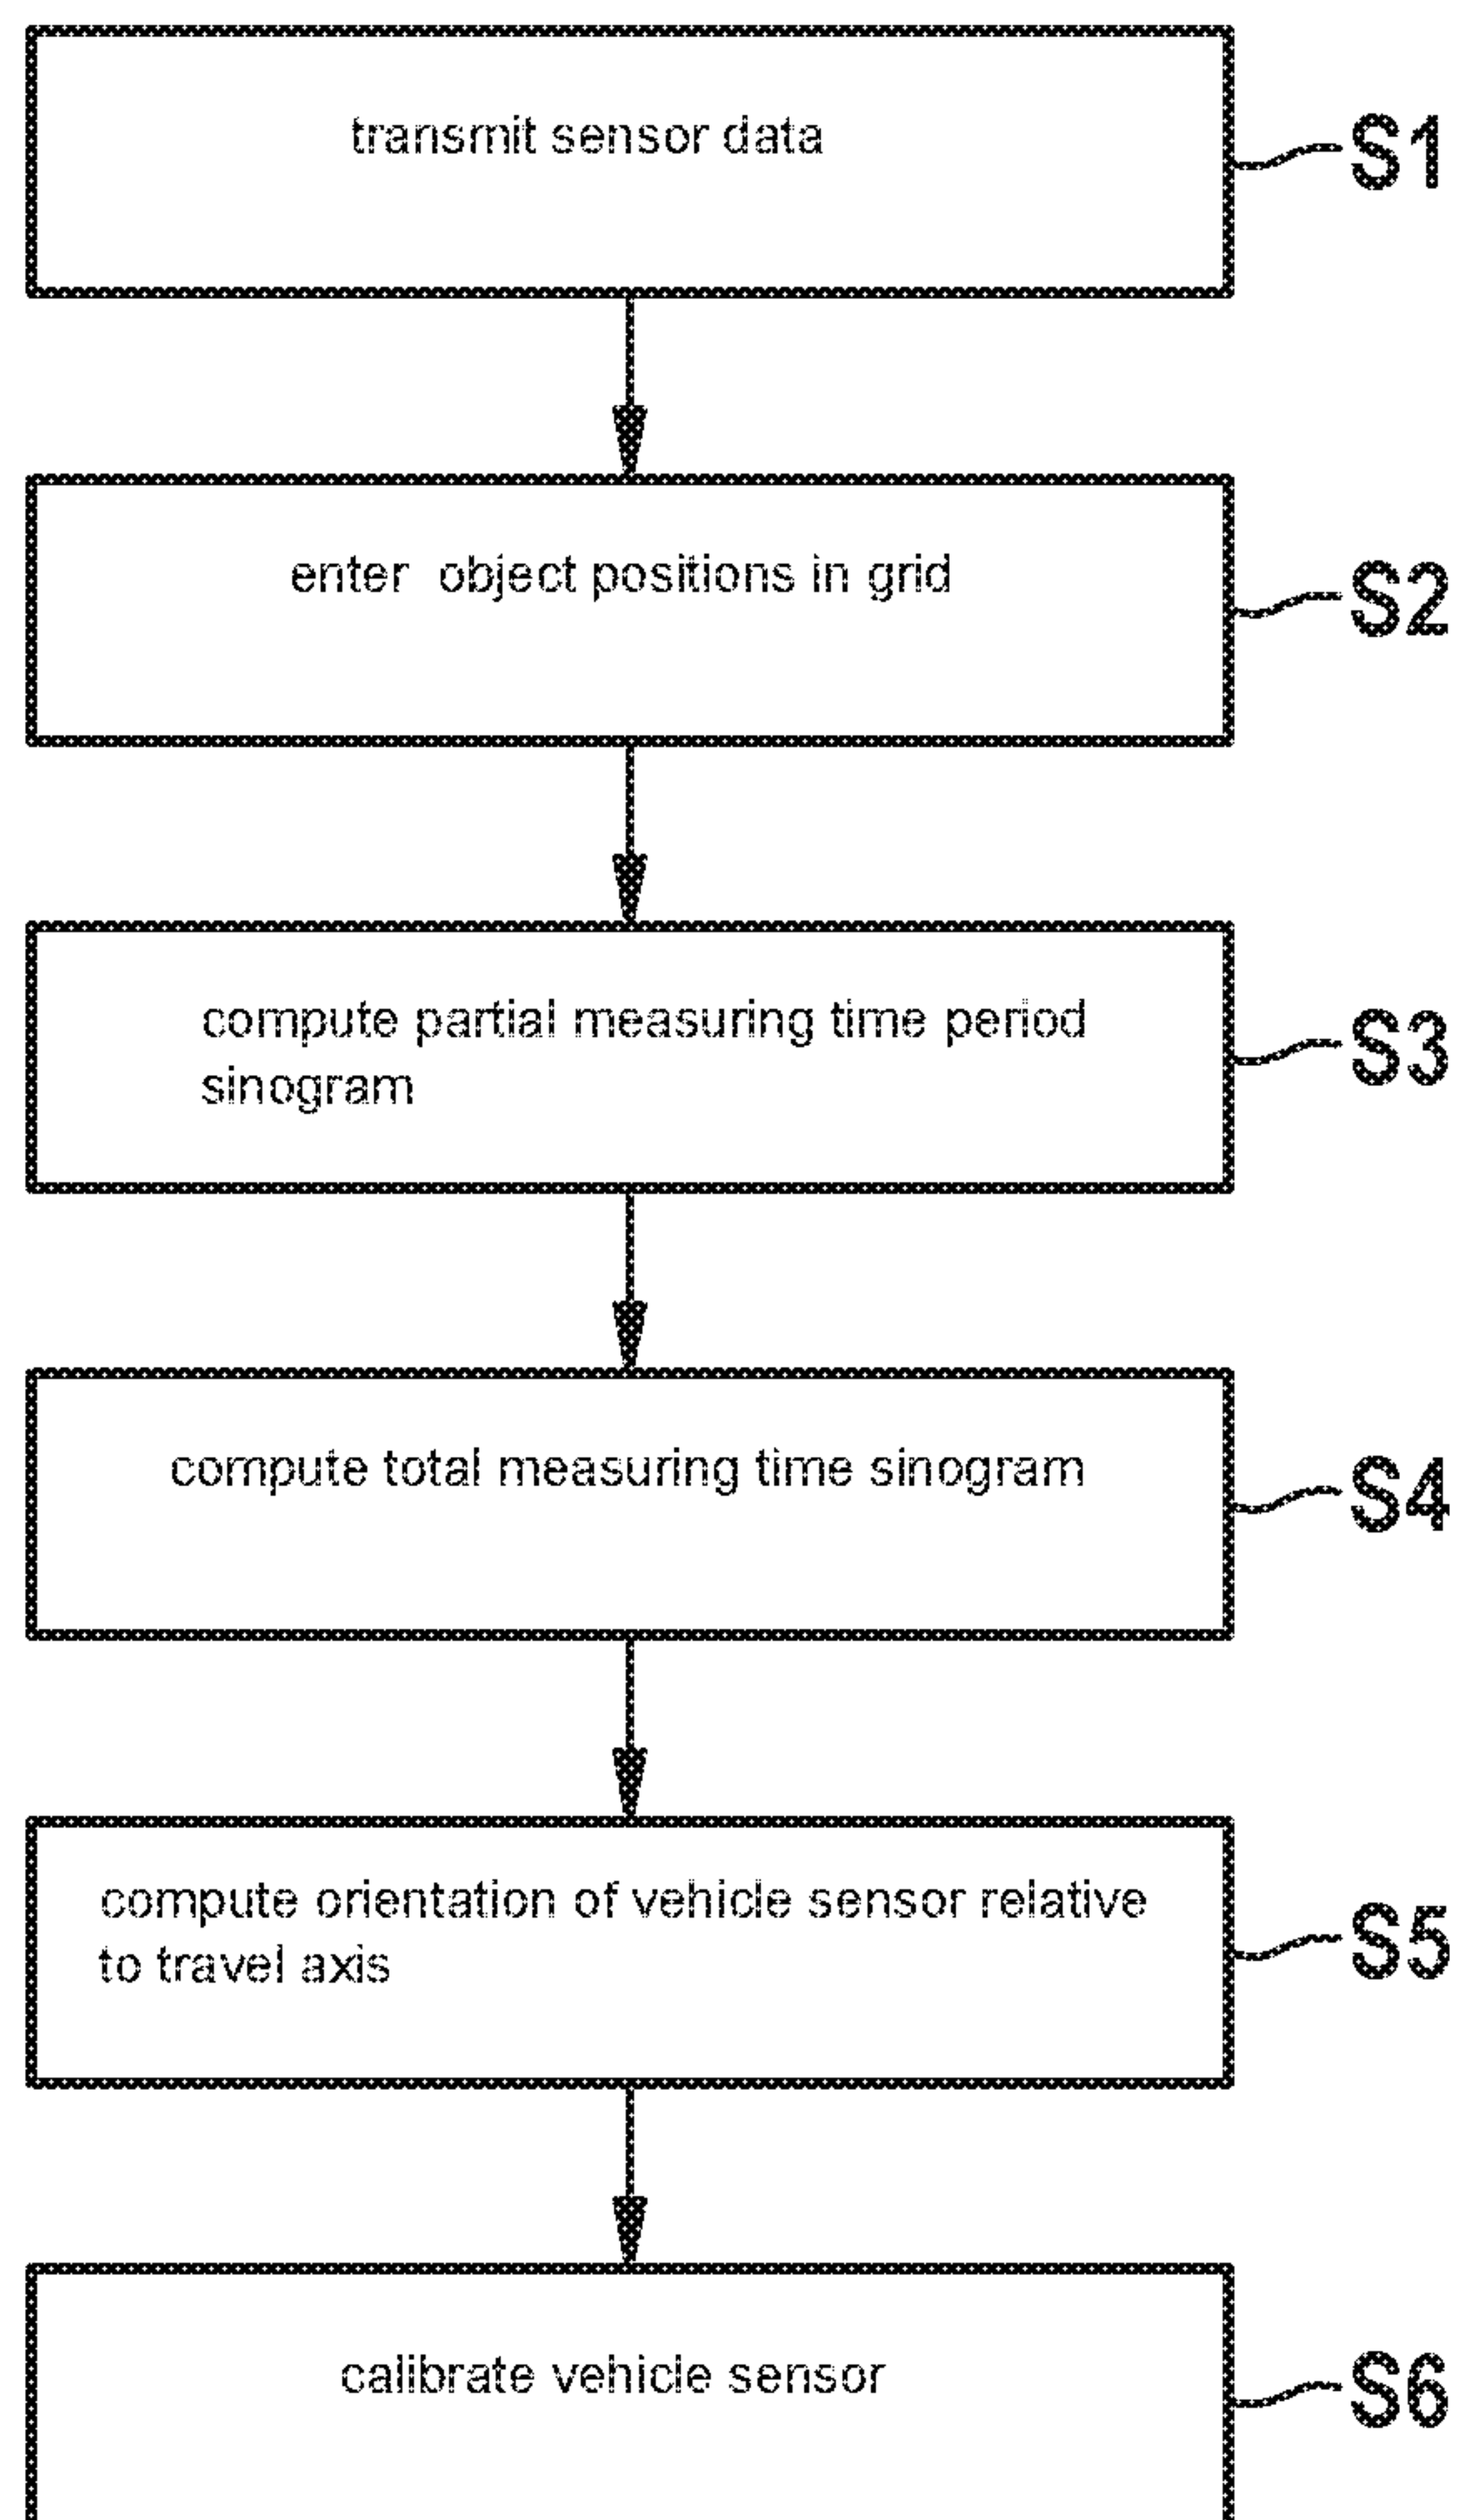 transmit sensor data
S1
enter object positions in grid
S2
compute partial measuring time period
sinogram
S3
compute total measuring time sinogram
S4
compute orientation of vehicle sensor relative
to travel axis
S5
calibrate vehicle sensor
S6